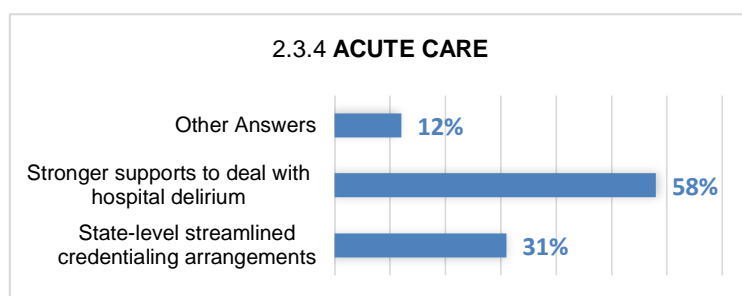 2.3.4 ACUTE CARE
Other Answers
12%
Stronger supports to deal with
hospital delirium
58%
State-level streamlined
credentialing arrangements
31%